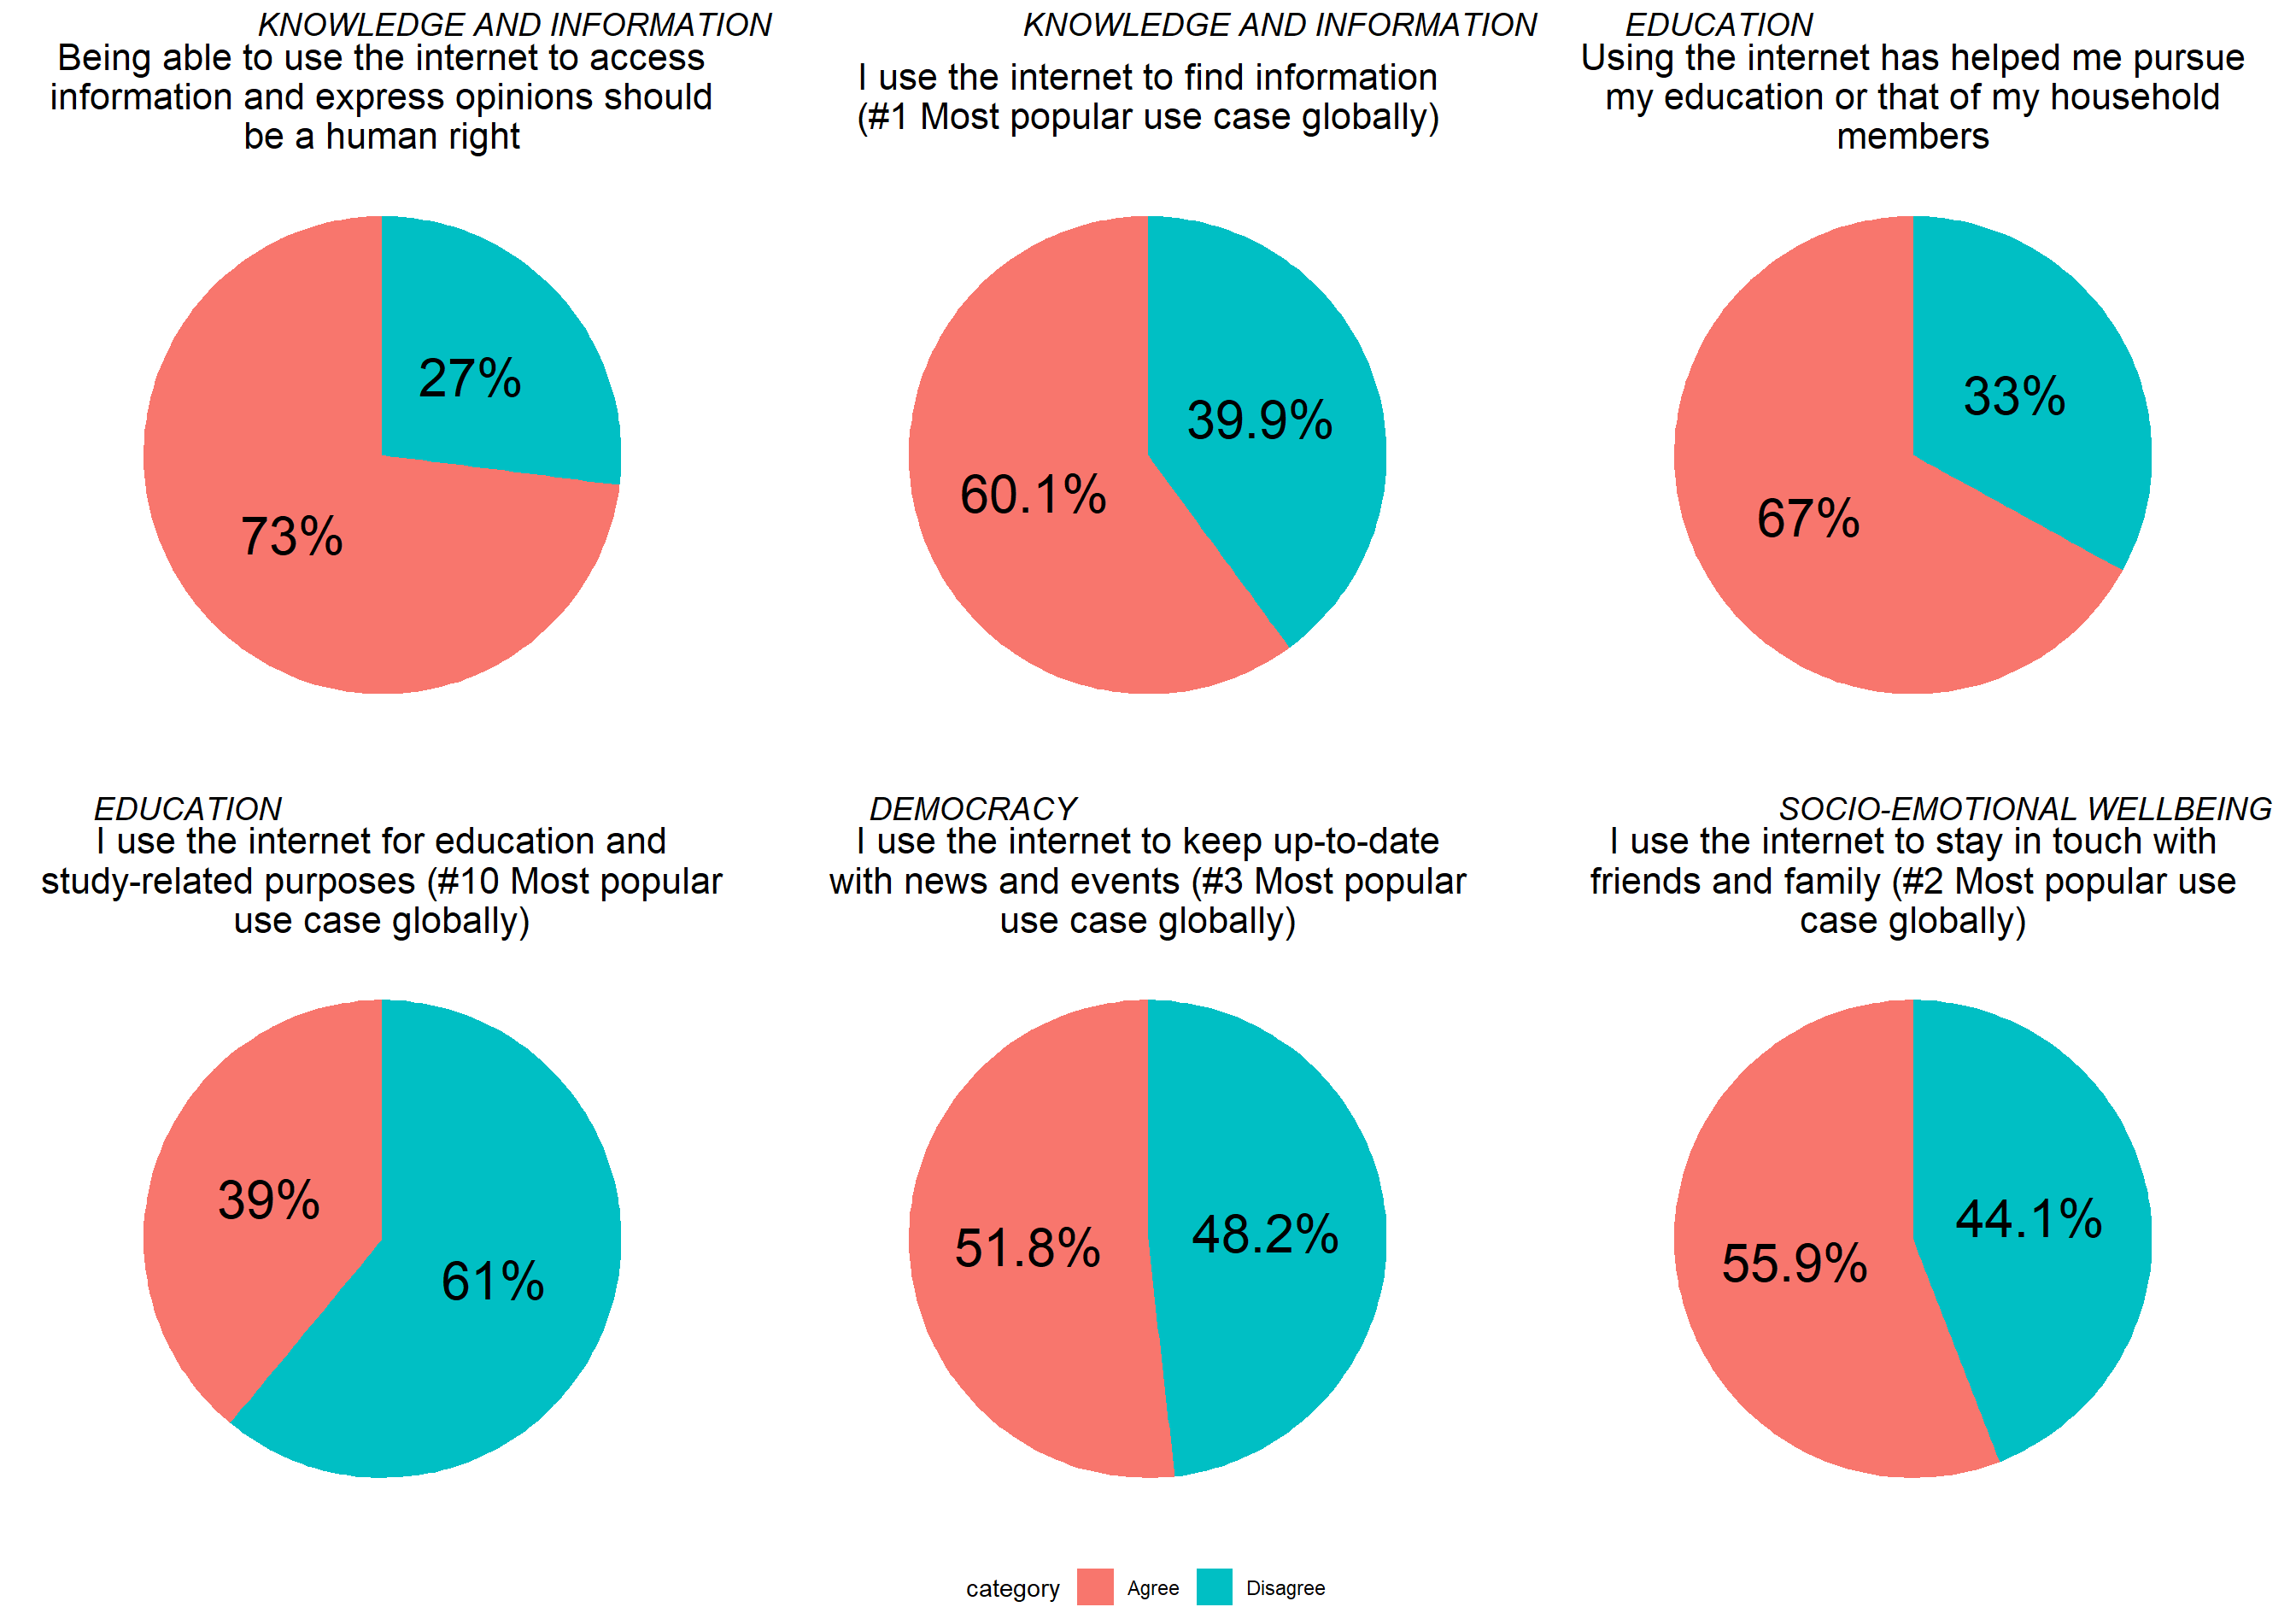 KNOWLEDGE AND INFORMATION
Being able to use the internet to access
information and express opinions should
be a human right
27%
73%
KNOWLEDGE AND INFORMATION
I use the internet to find information
(#1 Most popular use case globally)
39.9%
60.1%
EDUCATION
Using the internet has helped me pursue
my education or that of my household
members
33%
67%
EDUCATION
I use the internet for education and
study-related purposes (#10 Most popular
use case globally)
39%
61%
DEMOCRACY
I use the internet to keep up-to-date
with news and events (#3 Most popular
use case globally)
48.2%
51.8%
SOCIO-EMOTIONAL WELLBEING
I use the internet to stay in touch with
friends and family (#2 Most popular use
case globally)
44.1%
55.9%
category Agree Disagree